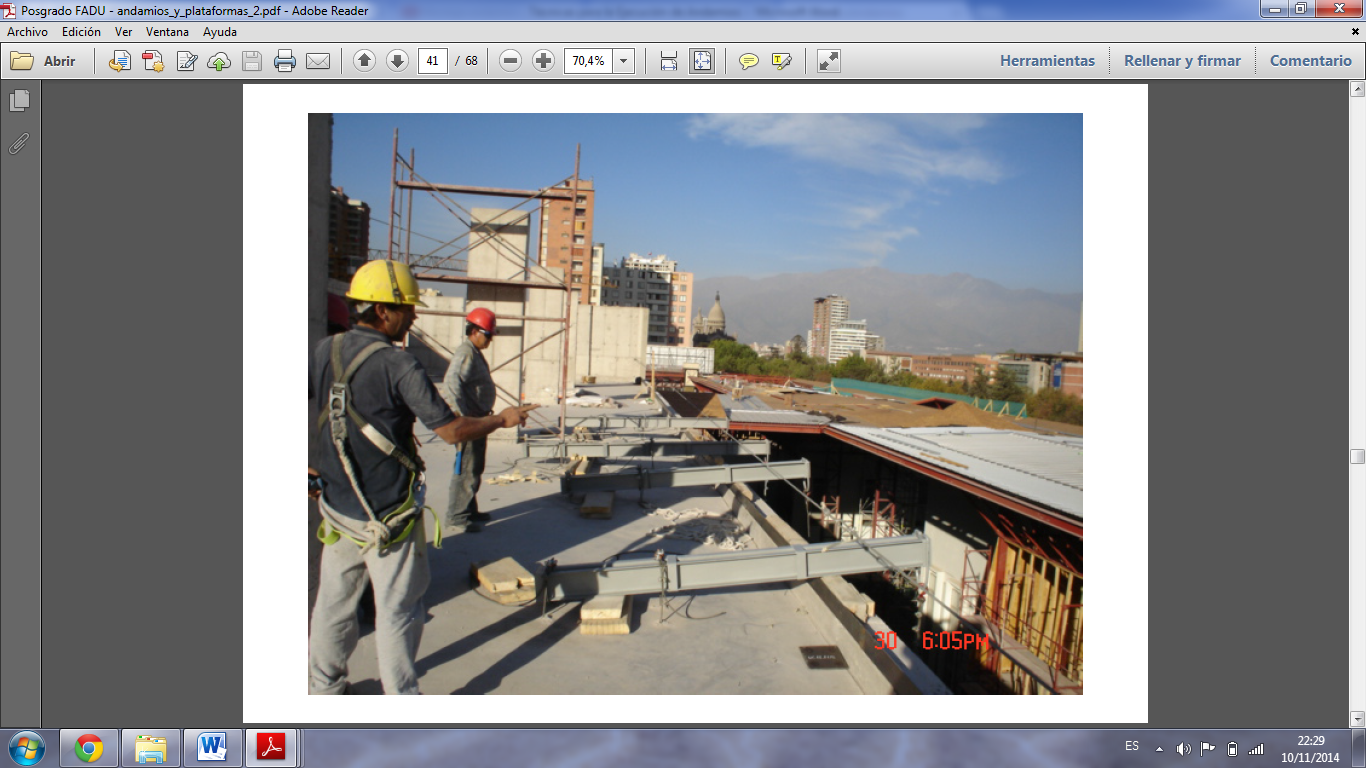 Posgrado FADU - andamios_y_plataformas_2.pdf - Adobe Reader
Archivo Edición Ver Ventana Ayuda
Abrir 41 / 68 70,4% Herramientas Rellenar y firmar Comentario
30 6:05PM
ES 22:29
10/11/2014